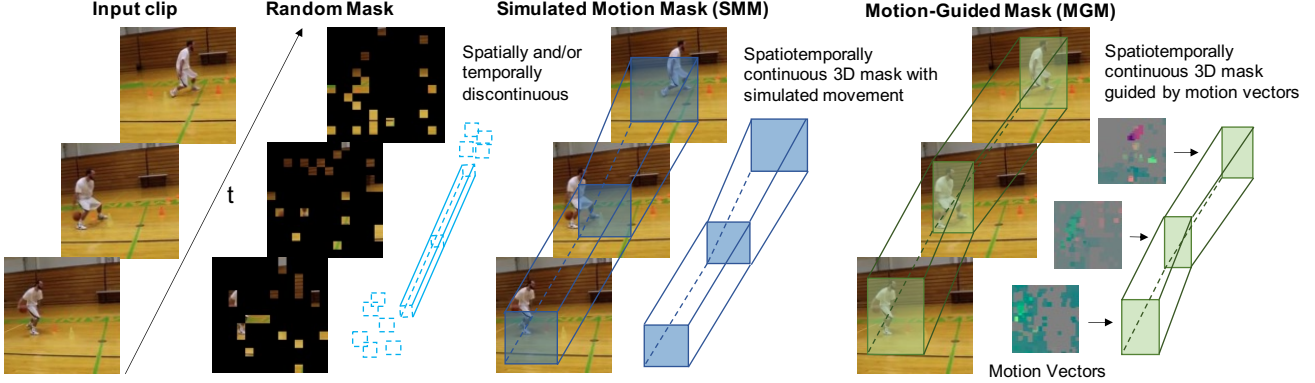 Input clip
Random Mask
Simulated Motion Mask (SMM)
Motion-Guided Mask (MGM)
Spatially and/or
temporally
discontinuous
Spatiotemporally
continuous 3D mask with
simulated movement
Spatiotemporally
continuous 3D mask
guided by motion vectors
t
Motion Vectors